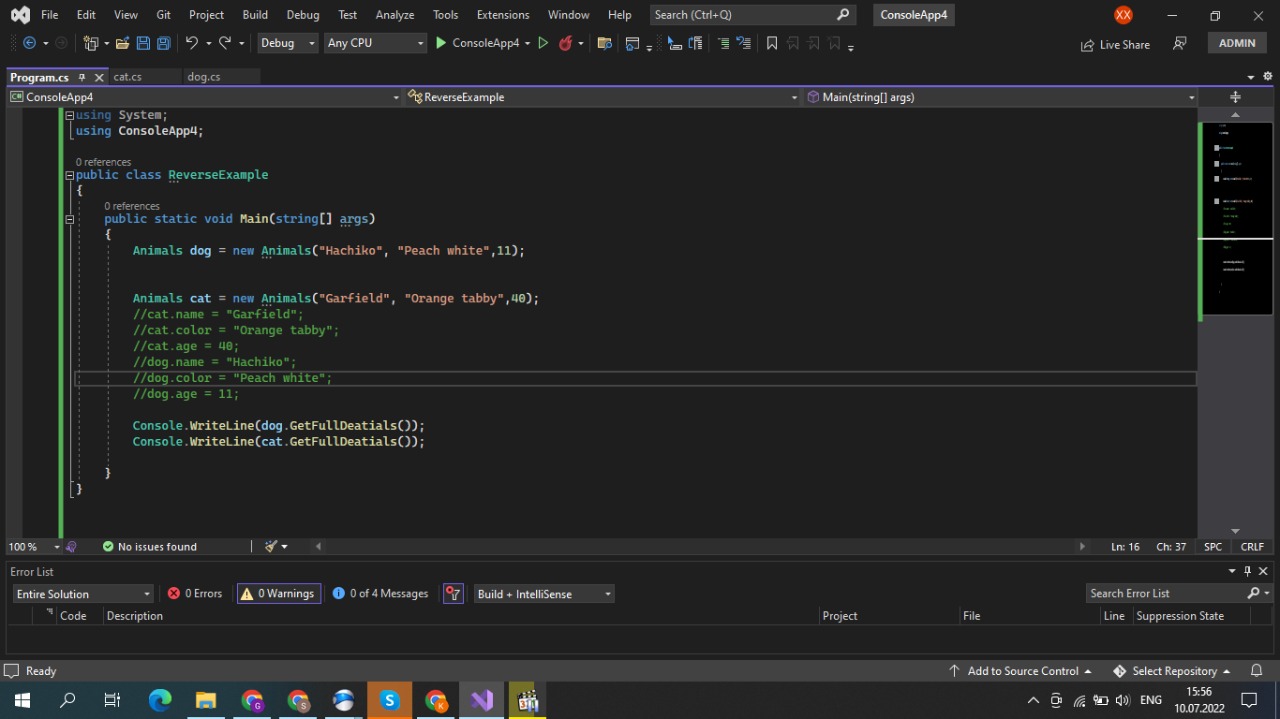 File Edit View Git Project Build Debug Test Analyze Tools Extensions Window Help Search (Ctrl+Q) ConsoleApp4 XX
Debug Any CPU ConsoleApp4 Live Share ADMIN
Program.cs cat.cs dog.cs
ConsoleApp4 ReverseExample Main(string[] args)
using System;
using ConsoleApp4;
0 references
public class ReverseExample
{
0 references
public static void Main(string[] args)
{
Animals dog = new Animals("Hachiko", "Peach white",11);
Animals cat = new Animals("Garfield", "Orange tabby",40);
//cat.name = "Garfield";
//cat.color = "Orange tabby";
//cat.age = 40;
//dog.name = "Hachiko";
//dog.color = "Peach white";
//dog.age = 11;
Console.WriteLine(dog.GetFullDeatials());
Console.WriteLine(cat.GetFullDeatials());
}
}
100 % No issues found Ln: 16 Ch: 37 SPC CRLF
Error List
Entire Solution 0 Errors 0 Warnings 0 of 4 Messages Build + IntelliSense Search Error List
Code Description Project File Line Suppression State
Ready Add to Source Control Select Repository
ENG 15:56
10.07.2022